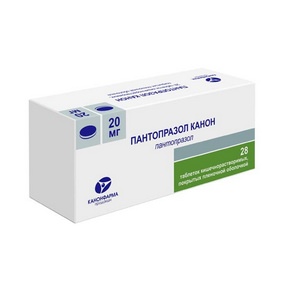 20 мг
ПАНТОПРАЗОЛ КАНОН
пантопразол
28
таблеток кишечнорастворимых,
покрытых пленочной оболочкой
КАНОНФАРМА